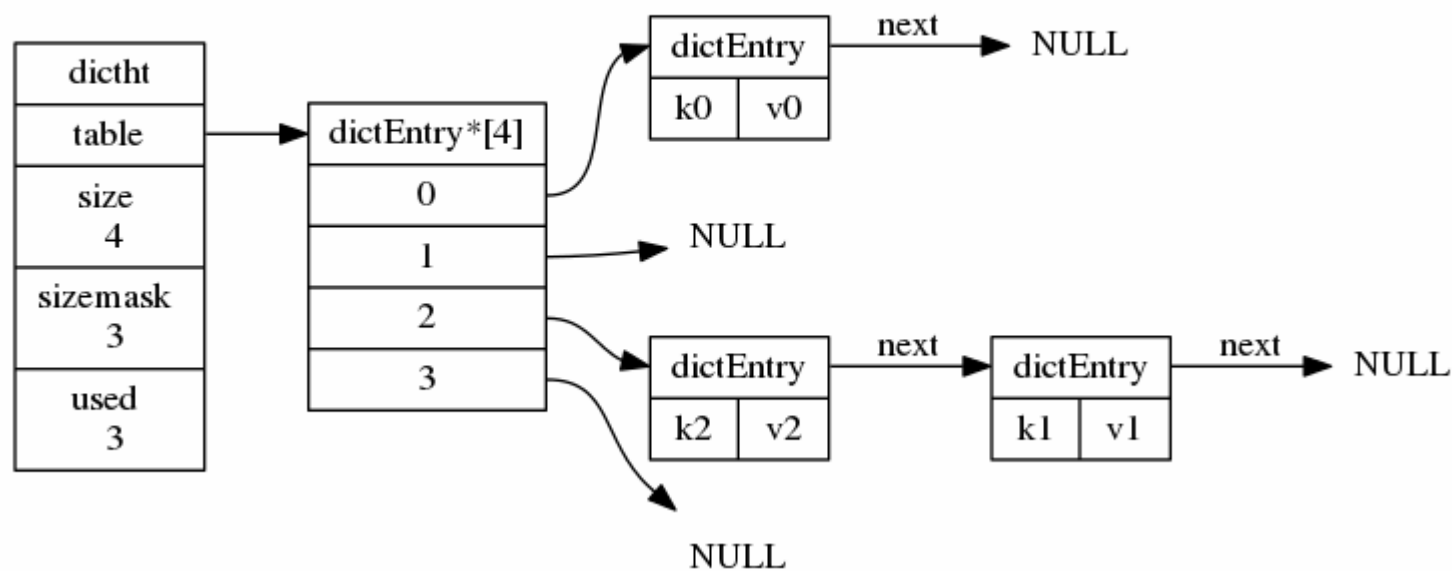 dictht
table
size
4
sizemask
3
used
3
dictEntry*[4]
0
1
2
3
dictEntry
k0 v0
next
NULL
NULL
dictEntry
k2 v2
next
dictEntry
k1 v1
next
NULL
NULL